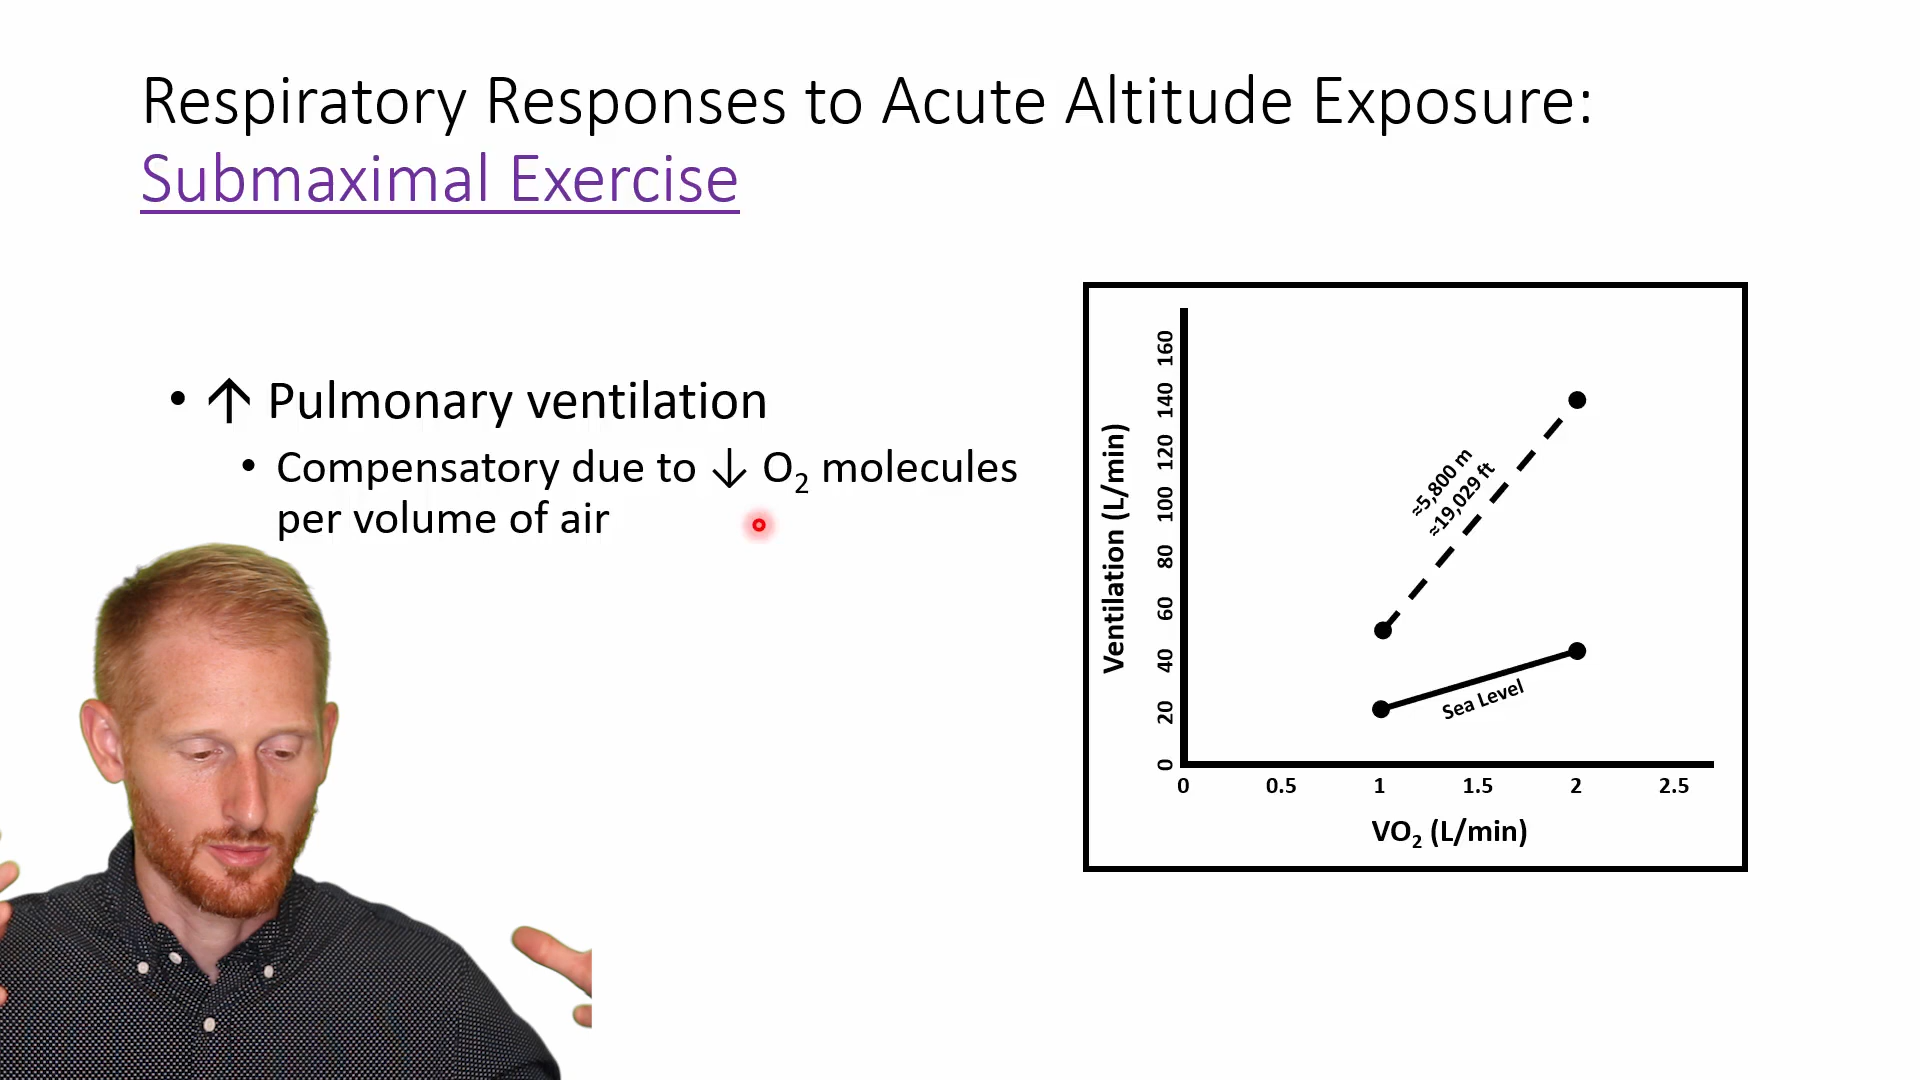 Respiratory Responses to Acute Altitude Exposure:
Submaximal Exercise
• ↑ Pulmonary ventilation
• Compensatory due to ↓ O₂ molecules
per volume of air
Ventilation (L/min)
160
140
120
100
80
60
40
20
0
≈5,800 m
≈19,029 ft
Sea Level
0 0.5 1 1.5 2 2.5
VO₂ (L/min)